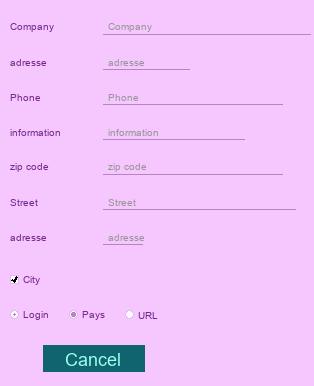 Company Company
adresse adresse
Phone Phone
information information
zip code zip code
Street Street
adresse adresse
City
Login Pays URL
Cancel